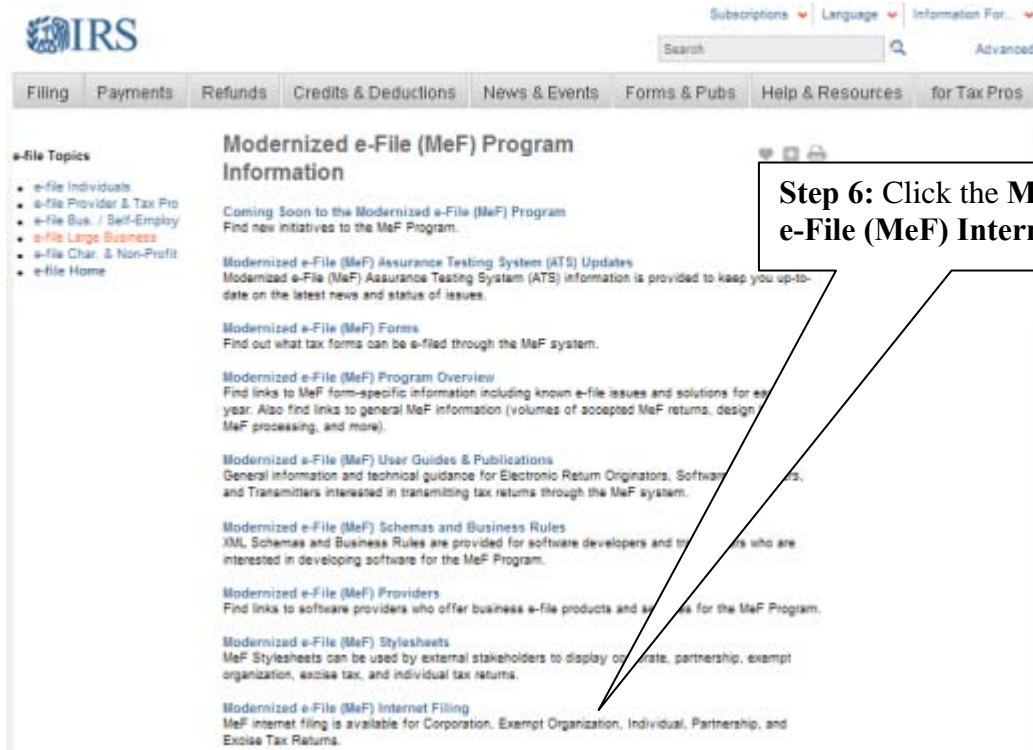 Subscriptions Language Information For...
IRS
Search Advanced
Filing Payments Refunds Credits & Deductions News & Events Forms & Pubs Help & Resources for Tax Pros
e-file Topics
e-file Individuals
e-file Provider & Tax Pro
e-file Bus. / Self-Employ
e-file Large Business
e-file Char. & Non-Profit
e-file Home
Modernized e-File (MeF) Program
Information
Coming Soon to the Modernized e-File (MeF) Program
Find new initiatives to the MeF Program.
Modernized e-File (MeF) Assurance Testing System (ATS) Updates
Modernized e-File (MeF) Assurance Testing System (ATS) information is provided to keep you up-to-
date on the latest news and status of issues.
Modernized e-File (MeF) Forms
Find out what tax forms can be e-filed through the MeF system.
Modernized e-File (MeF) Program Overview
Find links to MeF form-specific information including known e-file issues and solutions for
year. Also find links to general MeF information (volumes of accepted MeF returns, design
MeF processing, and more).
Modernized e-File (MeF) User Guides & Publications
General information and technical guidance for Electronic Return Originators, Software
and Transmitters interested in transmitting tax returns through the MeF system.
Modernized e-File (MeF) Schemas and Business Rules
XML Schemas and Business Rules are provided for software developers and who are
interested in developing software for the MeF Program.
Modernized e-File (MeF) Providers
Find links to software providers who offer business e-file products and services for the MeF Program.
Modernized e-File (MeF) Stylesheets
MeF Stylesheets can be used by external stakeholders to display corporate, partnership, exempt
organization, excise tax, and individual tax returns.
Modernized e-File (MeF) Internet Filing
MeF internet filing is available for Corporation, Exempt Organization, Individual, Partnership, and
Excise Tax Returns.
Step 6: Click the M
e-File (MeF) Intern